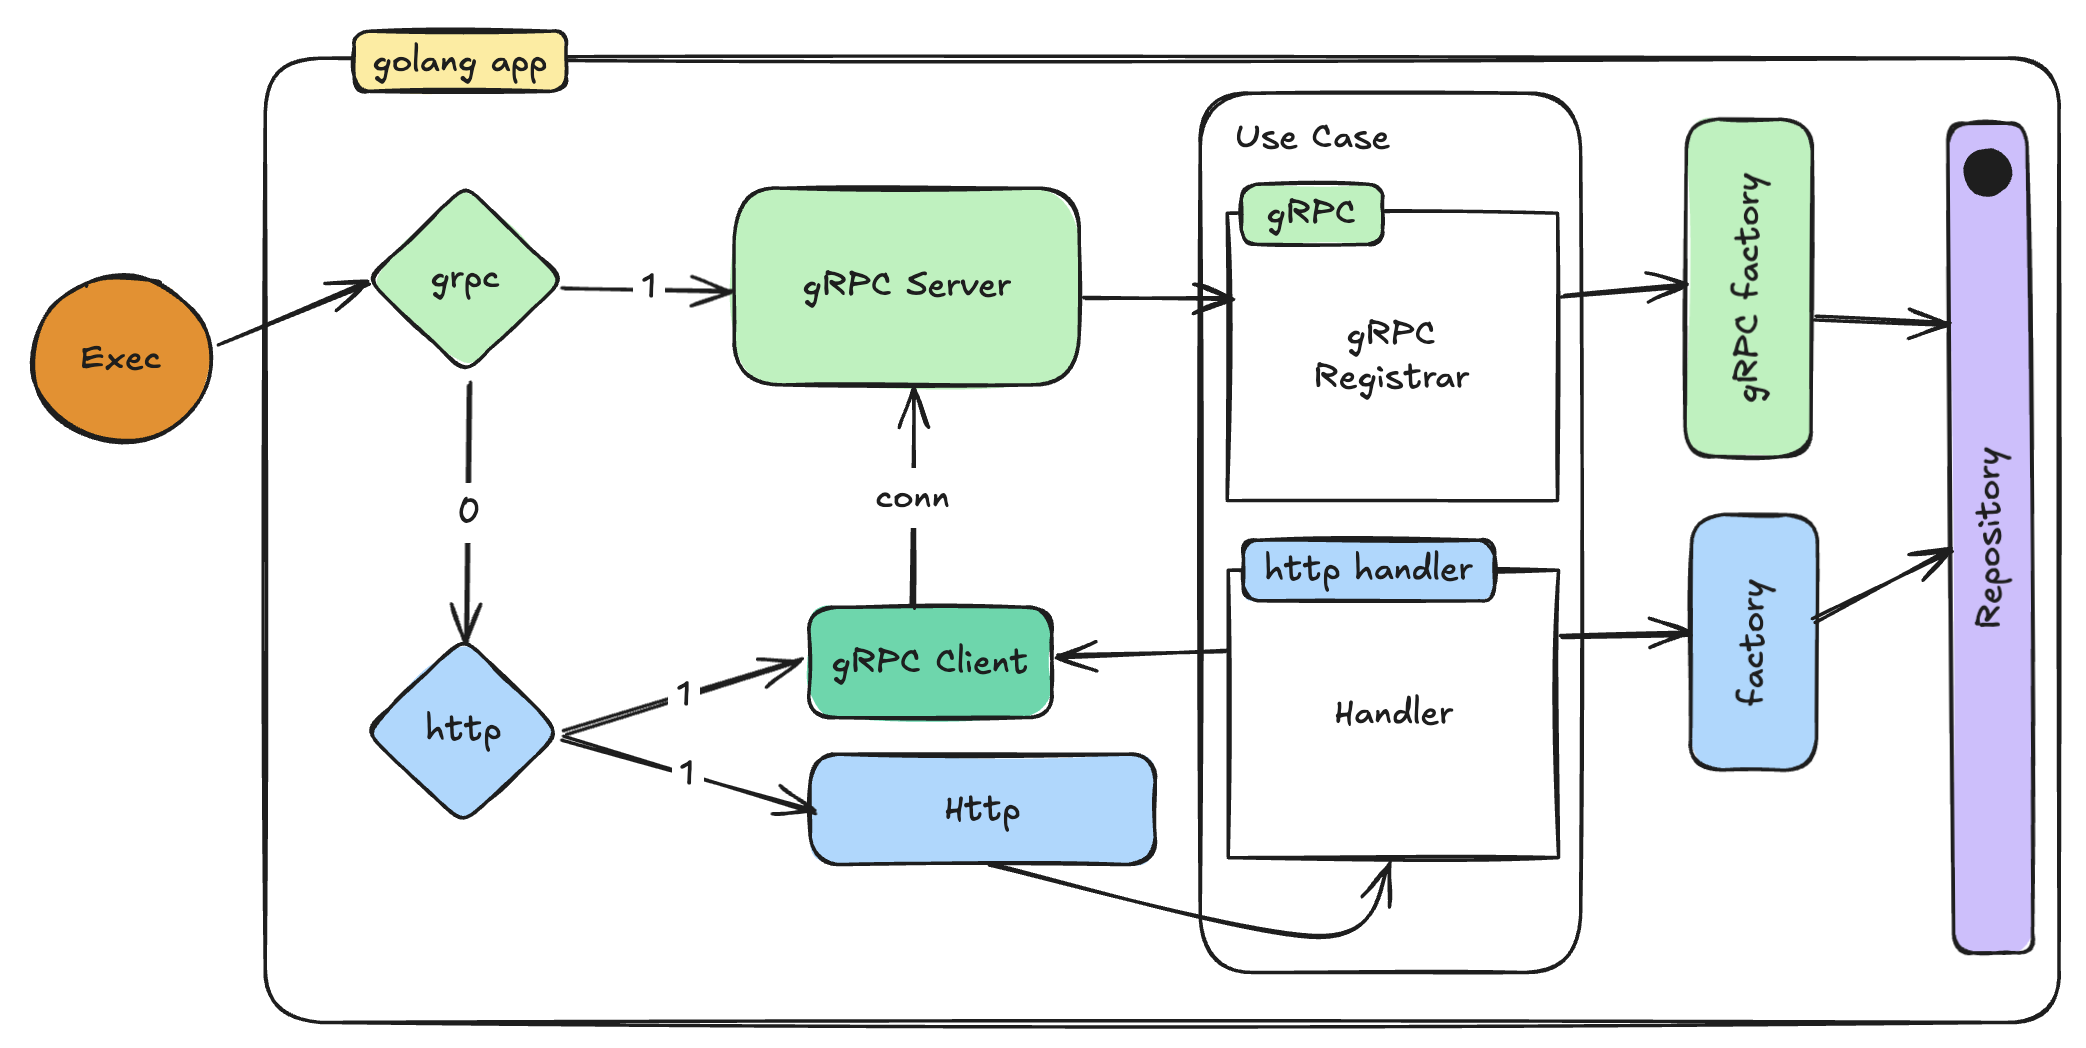 golang app
Use Case
gRPC
grpc
1
gRPC Server
Exec
gRPC
Registrar
gRPC factory
0
conn
http handler
Repository
gRPC Client
1
http
Handler
factory
1
Http